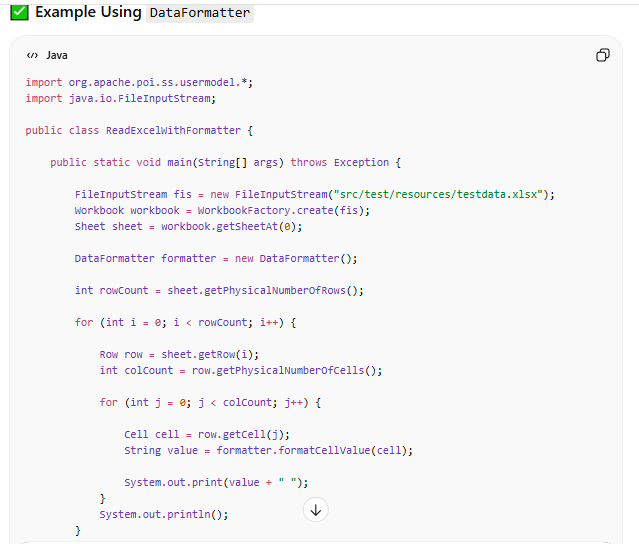 Example Using DataFormatter
</> Java
import org.apache.poi.ss.usermodel.*;
import java.io.FileInputStream;
public class ReadExcelWithFormatter {
public static void main(String[] args) throws Exception {
FileInputStream fis = new FileInputStream("src/test/resources/testdata.xlsx");
Workbook workbook = WorkbookFactory.create(fis);
Sheet sheet = workbook.getSheetAt(0);
DataFormatter formatter = new DataFormatter();
int rowCount = sheet.getPhysicalNumberOfRows();
for (int i = 0; i < rowCount; i++) {
Row row = sheet.getRow(i);
int colCount = row.getPhysicalNumberOfCells();
for (int j = 0; j < colCount; j++) {
Cell cell = row.getCell(j);
String value = formatter.formatCellValue(cell);
System.out.print(value + " ");
}
System.out.println();
}